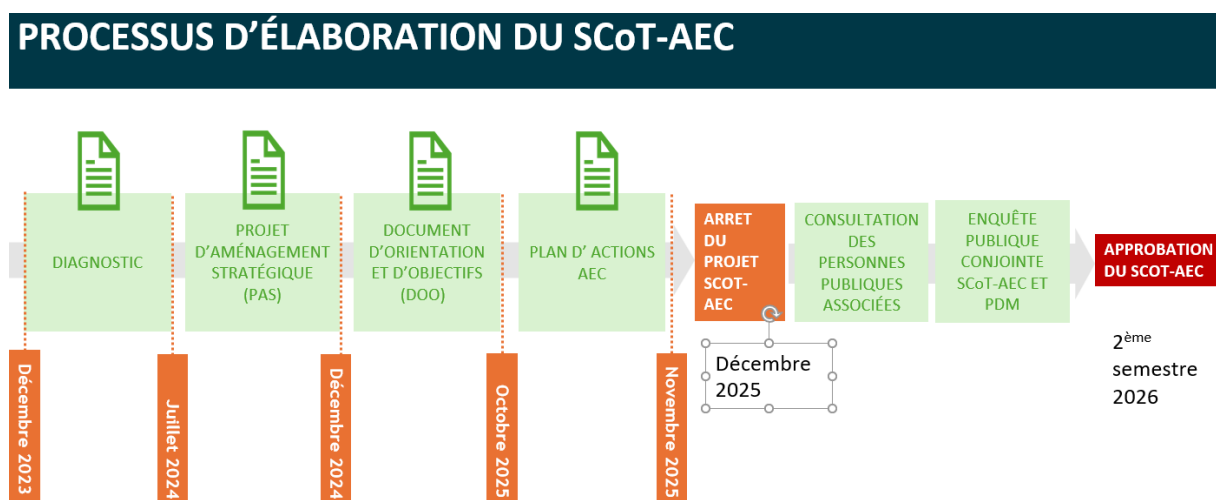 PROCESSUS D'ÉLABORATION DU SCoT-AEC
DIAGNOSTIC
PROJET
D'AMÉNAGEMENT
STRATÉGIQUE
(PAS)
DOCUMENT
D'ORIENTATION
ET D'OBJECTIFS
(DOO)
PLAN D' ACTIONS
AEC
ARRET
DU
PROJET
SCOT-
AEC
CONSULTATION
DES
PERSONNES
PUBLIQUES
ASSOCIÉES
ENQUÊTE
PUBLIQUE
CONJOINTE
SCoT-AEC ET
PDM
APPROBATION
DU SCOT-AEC
Décembre 2023
Juillet 2024
Décembre 2024
Octobre 2025
Novembre 2025
Décembre
2025
2ème
semestre
2026